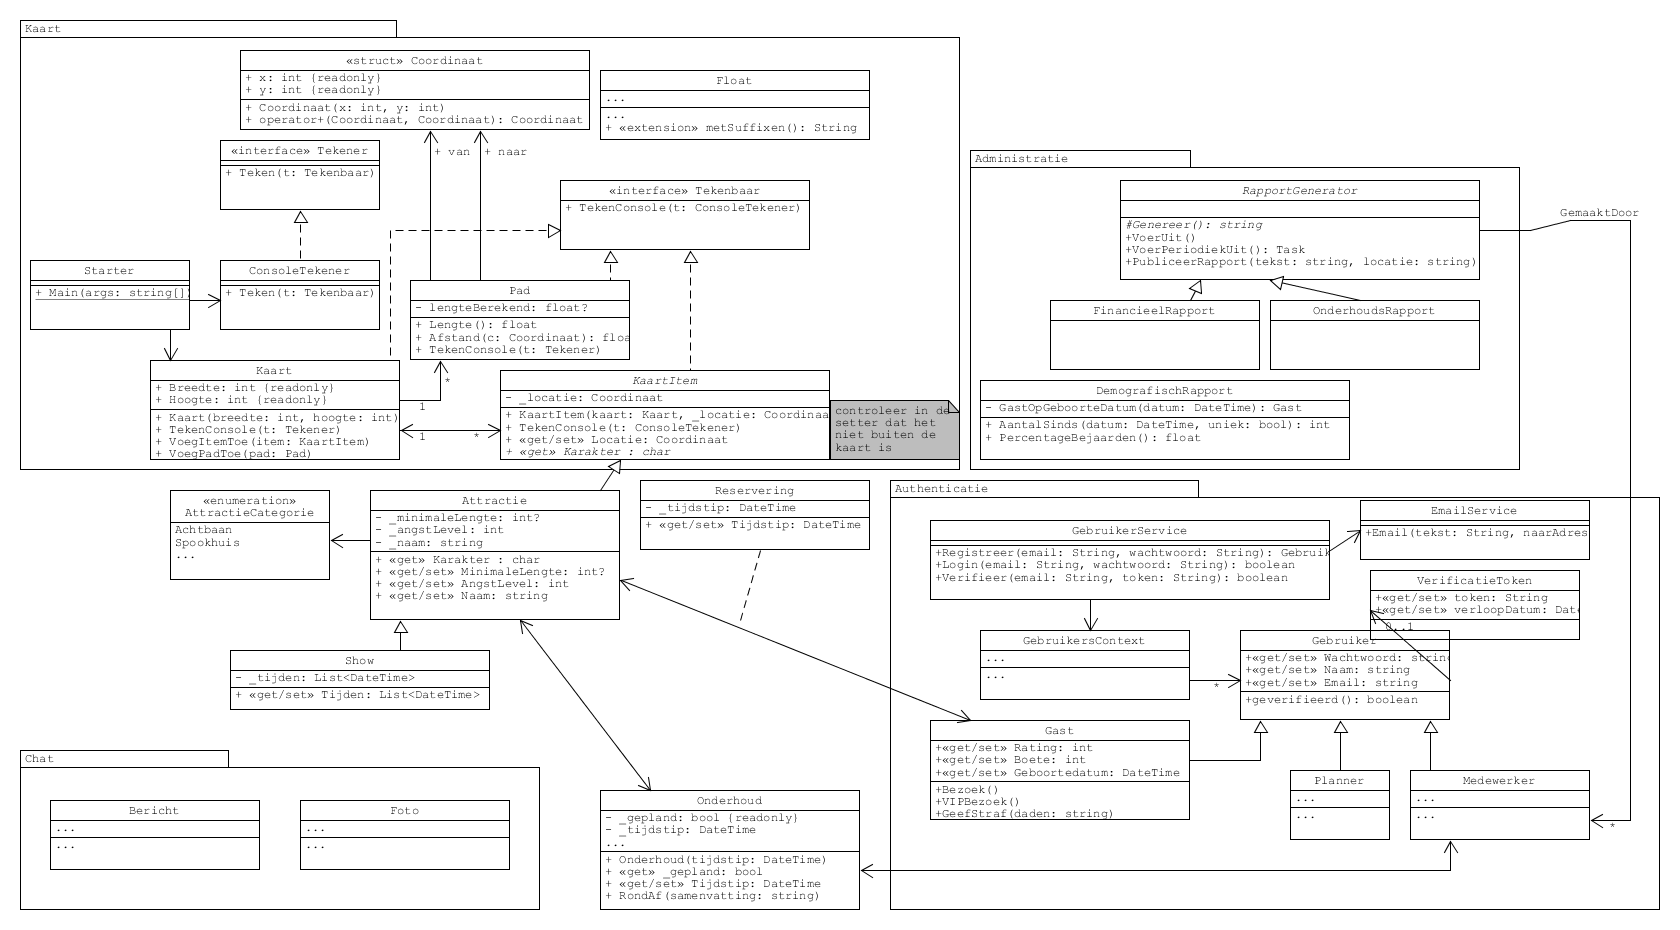 Kaart
«struct» Coordinaat
+ x: int {readonly}
+ y: int {readonly}
+ Coordinaat(x: int, y: int)
+ operator+(Coordinaat, Coordinaat): Coordinaat
Float
...
...
+ «extension» metSuffixen(): String
«interface» Tekener
+ Teken(t: Tekenbaar)
+ van
+ naar
«interface» Tekenbaar
+ TekenConsole(t: ConsoleTekener)
Starter
+ Main(args: string[])
ConsoleTekener
+ Teken(t: Tekenbaar)
Pad
- lengteBerekend: float?
+ Lengte(): float
+ Afstand(c: Coordinaat): floa
+ TekenConsole(t: Tekener)
Kaart
+ Breedte: int {readonly}
+ Hoogte: int {readonly}
+ Kaart(breedte: int, hoogte: int)
+ TekenConsole(t: Tekener)
+ VoegItemToe(item: KaartItem)
+ VoegPadToe(pad: Pad)
1
*
1
*
KaartItem
- _locatie: Coordinaat
+ KaartItem(kaart: Kaart, _locatie: Coordinaa
+ TekenConsole(t: ConsoleTekener)
+ «get/set» Locatie: Coordinaat
+ «get» Karakter : char
controleer in de
setter dat het
niet buiten de
kaart is
Administratie
RapportGenerator
#Genereer(): string
+VoerUit()
+VoerPeriodiekUit(): Task
+PubliceerRapport(tekst: string, locatie: string)
GemaaktDoor
FinancieelRapport
OnderhoudsRapport
DemografischRapport
- GastOpGeboorteDatum(datum: DateTime): Gast
+ AantalSinds(datum: DateTime, uniek: bool): int
+ PercentageBejaarden(): float
«enumeration»
AttractieCategorie
Achtbaan
Spookhuis
...
Attractie
- _minimaleLengte: int?
- _angstLevel: int
- _naam: string
+ «get» Karakter : char
+ «get/set» MinimaleLengte: int?
+ «get/set» AngstLevel: int
+ «get/set» Naam: string
Reservering
- _tijdstip: DateTime
+ «get/set» Tijdstip: DateTime
Show
- _tijden: List<DateTime>
+ «get/set» Tijden: List<DateTime>
Authenticatie
GebruikerService
+Registreer(email: String, wachtwoord: String): Gebruik
+Login(email: String, wachtwoord: String): boolean
+Verifieer(email: String, token: String): boolean
EmailService
+Email(tekst: String, naarAdres
VerificatieToken
+«get/set» token: String
+«get/set» verloopDatum: Date
0..1
GebruikersContext
...
...
*
Gebruiker
+«get/set» Wachtwoord: string
+«get/set» Naam: string
+«get/set» Email: string
+geverifieerd(): boolean
Gast
+«get/set» Rating: int
+«get/set» Boete: int
+«get/set» Geboortedatum: DateTime
+Bezoek()
+VIPBezoek()
+GeefStraf(daden: string)
Planner
...
...
Medewerker
...
...
*
Chat
Bericht
...
...
Foto
...
...
Onderhoud
- _gepland: bool {readonly}
- _tijdstip: DateTime
...
+ Onderhoud(tijdstip: DateTime)
+ «get» _gepland: bool
+ «get/set» Tijdstip: DateTime
+ RondAf(samenvatting: string)